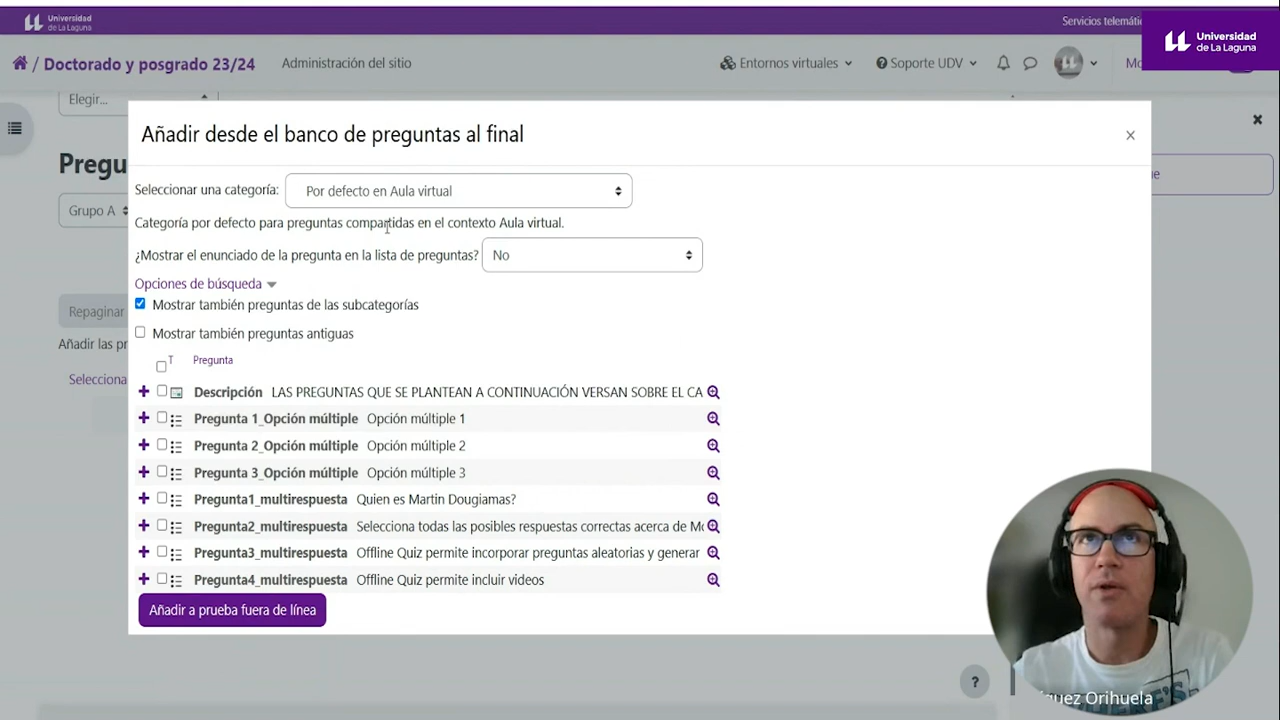 Universidad
de La Laguna
Servicios telemátic
Universidad
de La Laguna
/ Doctorado y posgrado 23/24
Administración del sitio
Entornos virtuales
Soporte UDV
Mo
Elegir...
Añadir desde el banco de preguntas al final
Pregu
Seleccionar una categoría:
Por defecto en Aula virtual
ue
Grupo A
Categoría por defecto para preguntas compartidas en el contexto Aula virtual.
¿Mostrar el enunciado de la pregunta en la lista de preguntas?
No
Opciones de búsqueda
Mostrar también preguntas de las subcategorías
Repaginar
Mostrar también preguntas antiguas
Añadir las pr
T
Pregunta
Selecciona
Descripción LAS PREGUNTAS QUE SE PLANTEAN A CONTINUACIÓN VERSAN SOBRE EL CA
Pregunta 1_Opción múltiple Opción múltiple 1
Pregunta 2_Opción múltiple Opción múltiple 2
Pregunta 3_Opción múltiple Opción múltiple 3
Pregunta1_multirespuesta Quien es Martin Dougiamas?
Pregunta2_multirespuesta Selecciona todas las posibles respuestas correctas acerca de Mo
Pregunta3_multirespuesta Offline Quiz permite incorporar preguntas aleatorias y generar
Pregunta4_multirespuesta Offline Quiz permite incluir videos
Añadir a prueba fuera de línea
?
guez Orihuela